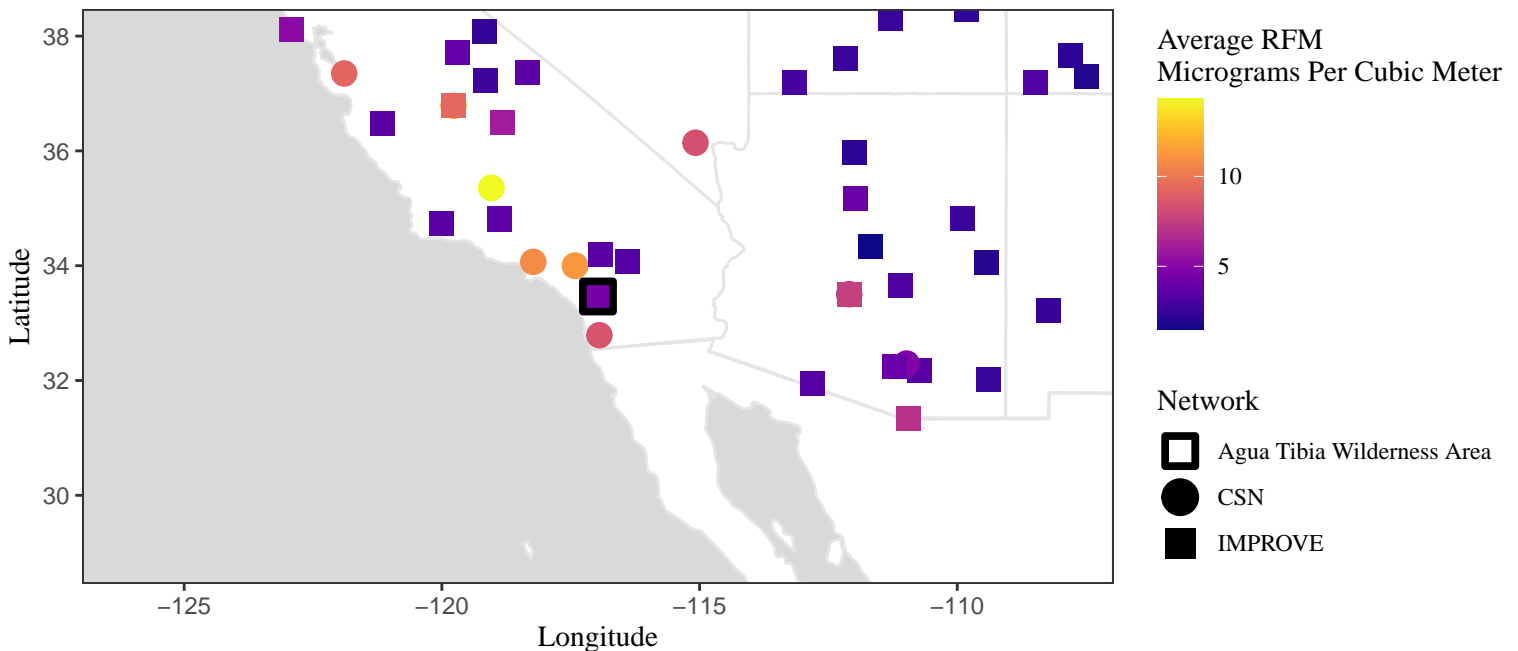 38
36
34
32
30
Latitude
−125
−120
−115
−110
Longitude
Average RFM
Micrograms Per Cubic Meter
10
5
Network
Agua Tibia Wilderness Area
CSN
IMPROVE